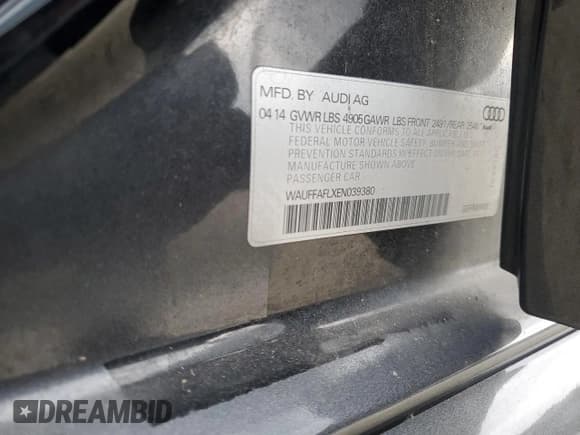 MFD. BY AUDI AG
04 14 GVWR LBS 4905 GAWR LBS FRONT REAR
THIS VEHICLE CONFORMS TO ALL APPLICABLE
FEDERAL MOTOR VEHICLE SAFETY, BUMPER AND THEFT
PREVENTION STANDARDS IN EFFECT ON THE DATE OF
MANUFACTURE SHOWN ABOVE
PASSENGER CAR
WAUFFAFLXEN039380
Audi
DREAMBID